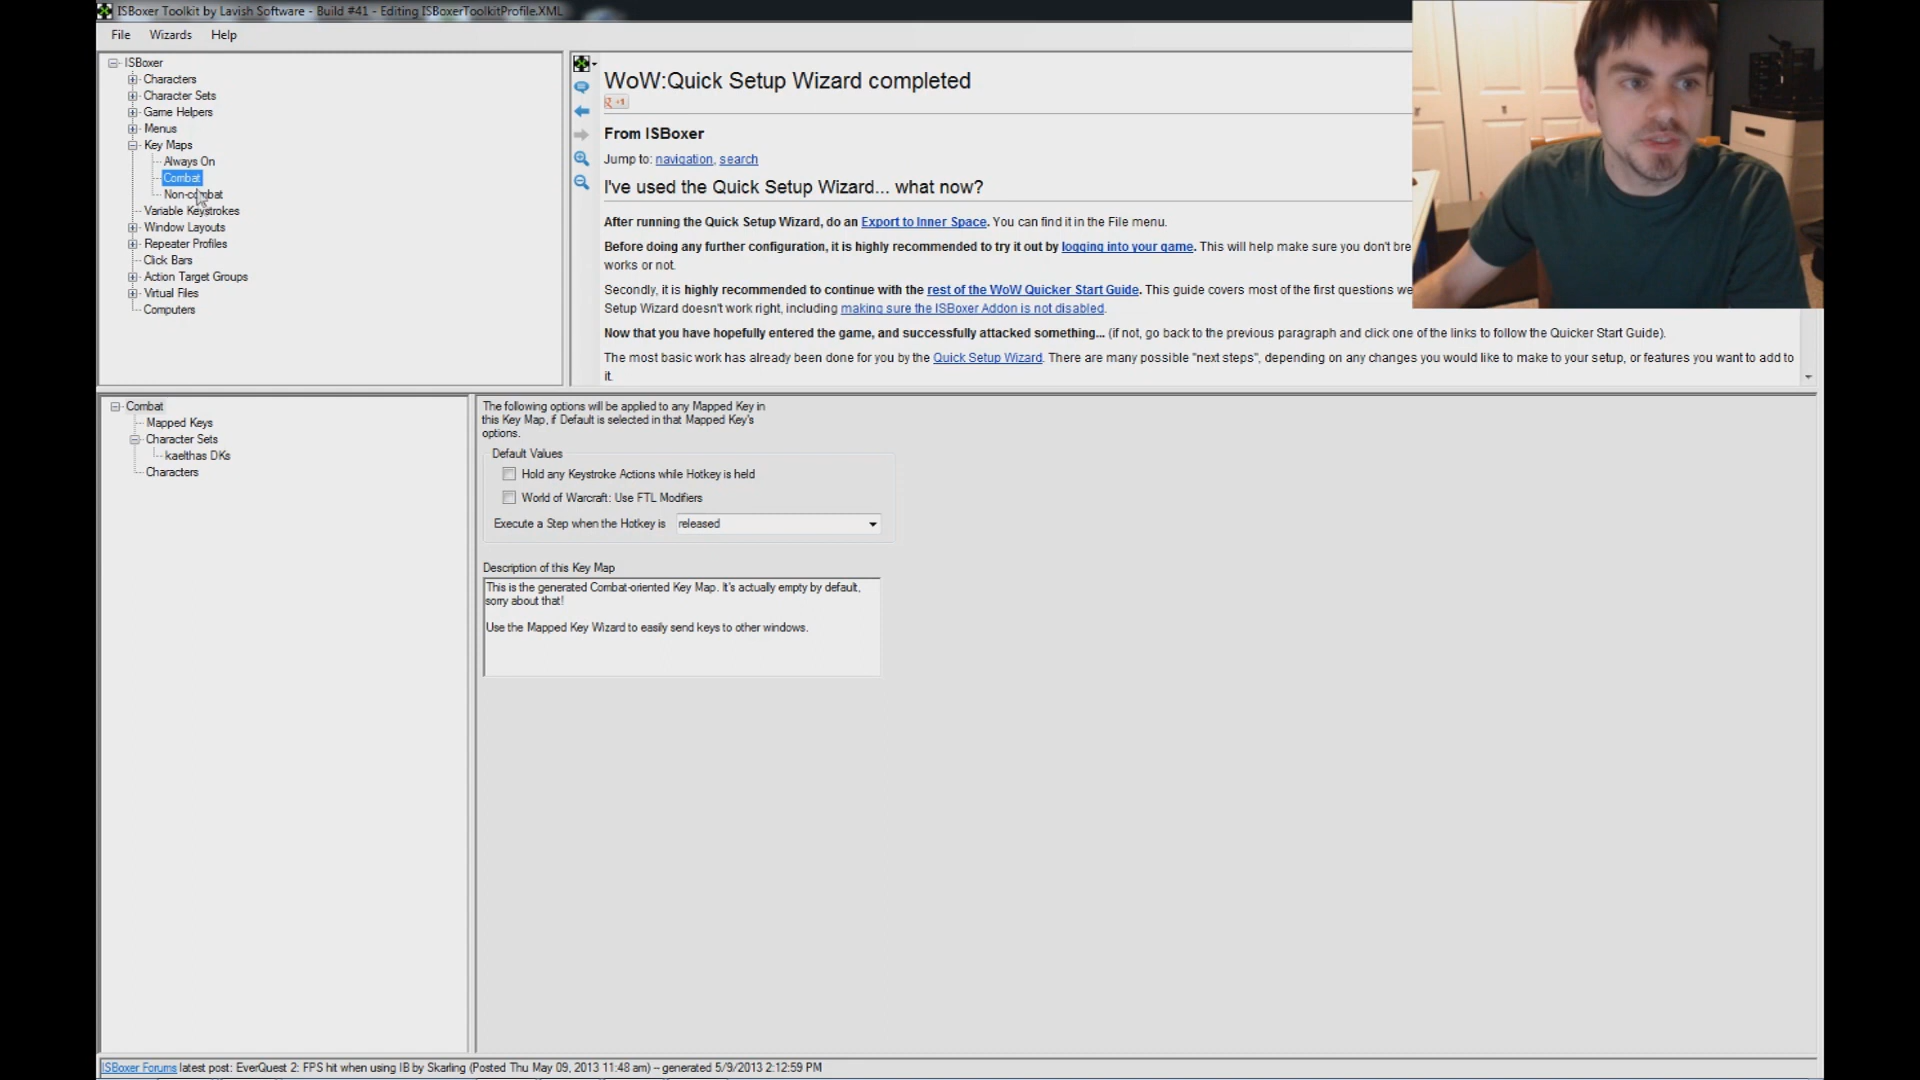 ISBoxer Toolkit by Lavish Software - Build #41 - Editing ISBoxerToolkitProfile.XML
File Wizards Help
ISBoxer
Characters
Character Sets
Game Helpers
Menus
Key Maps
Always On
Combat
Non-combat
Variable Keystrokes
Window Layouts
Repeater Profiles
Click Bars
Action Target Groups
Virtual Files
Computers
WoW:Quick Setup Wizard completed
+1
From ISBoxer
Jump to: navigation, search
I've used the Quick Setup Wizard... what now?
After running the Quick Setup Wizard, do an Export to Inner Space. You can find it in the File menu.
Before doing any further configuration, it is highly recommended to try it out by logging into your game. This will help make sure you don't bre
works or not.
Secondly, it is highly recommended to continue with the rest of the WoW Quicker Start Guide. This guide covers most of the first questions we
Setup Wizard doesn't work right, including making sure the ISBoxer Addon is not disabled.
Now that you have hopefully entered the game, and successfully attacked something... (if not, go back to the previous paragraph and click one of the links to follow the Quicker Start Guide).
The most basic work has already been done for you by the Quick Setup Wizard. There are many possible "next steps", depending on any changes you would like to make to your setup, or features you want to add to
it.
Combat
Mapped Keys
Character Sets
kaelthas DKs
Characters
The following options will be applied to any Mapped Key in
this Key Map, if Default is selected in that Mapped Key's
options.
Default Values
Hold any Keystroke Actions while Hotkey is held
World of Warcraft: Use FTL Modifiers
Execute a Step when the Hotkey is released
Description of this Key Map
This is the generated Combat-oriented Key Map. It's actually empty by default,
sorry about that!
Use the Mapped Key Wizard to easily send keys to other windows.
ISBoxer Forums latest post: EverQuest 2: FPS hit when using IB by Skarling (Posted Thu May 09, 2013 11:48 am) -- generated 5/9/2013 2:12:59 PM